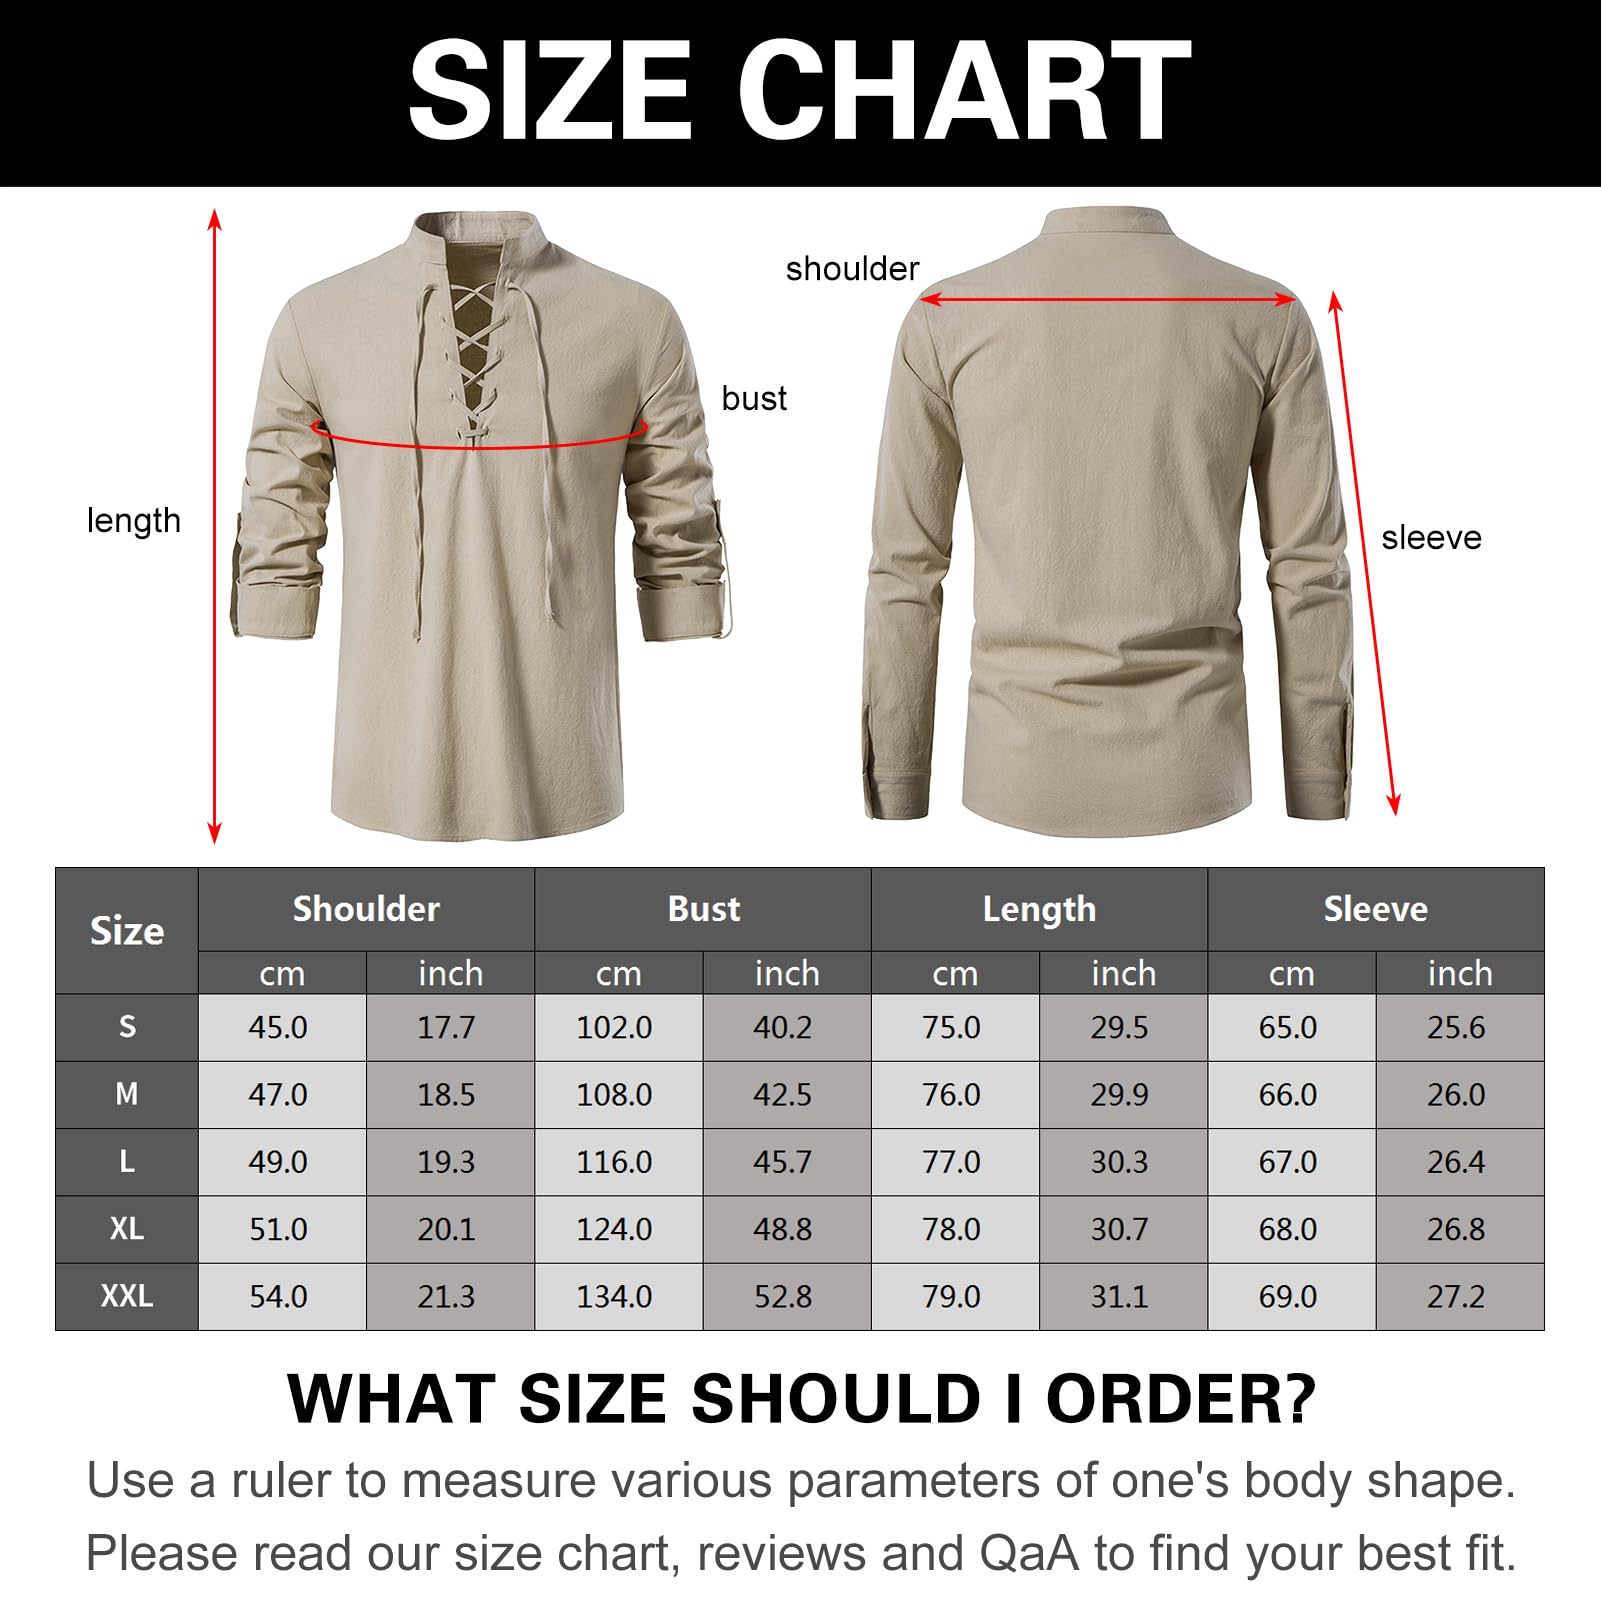 SIZE CHART
shoulder
bust
length
sleeve
Size Shoulder Bust Length Sleeve
cm inch cm inch cm inch cm inch
S 45.0 17.7 102.0 40.2 75.0 29.5 65.0 25.6
M 47.0 18.5 108.0 42.5 76.0 29.9 66.0 26.0
L 49.0 19.3 116.0 45.7 77.0 30.3 67.0 26.4
XL 51.0 20.1 124.0 48.8 78.0 30.7 68.0 26.8
XXL 54.0 21.3 134.0 52.8 79.0 31.1 69.0 27.2
WHAT SIZE SHOULD I ORDER?
Use a ruler to measure various parameters of one's body shape.
Please read our size chart, reviews and QaA to find your best fit.